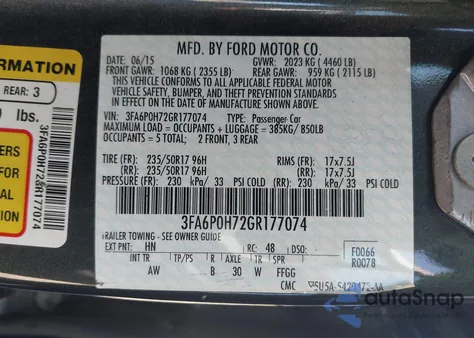 MFD. BY FORD MOTOR CO.
DATE: 06/15 GVWR: 2023 KG ( 4460 LB)
FRONT GAWR: 1068 KG ( 2355 LB) REAR GAWR: 959 KG ( 2115 LB)
THIS VEHICLE CONFORMS TO ALL APPLICABLE FEDERAL MOTOR
VEHICLE SAFETY, BUMPER, AND THEFT PREVENTION STANDARDS IN
EFFECT ON THE DATE OF MANUFACTURE SHOWN ABOVE.
VIN: 3FA6P0H72GR177074 TYPE: Passenger Car
MAXIMUM LOAD = OCCUPANTS + LUGGAGE = 385KG/850LB
OCCUPANTS = 5 TOTAL; 2 FRONT, 3 REAR
TIRE (FR) 235/50R17 96H RIMS (FR) 17x7.5J
(RR) 235/50R17 96H (RR) 17x7.5J
PRESSURE (FR) 230 kPa/ 33 PSI COLD (RR) 230 kPa/ 33 PSI COLD
3FA6P0H72GR177074
TRAILER TOWING - SEE OWNER GUIDE
EXT PNT: HN RC: 48 DSO: F0066
R0078
INT TR TP/PS R AXLE TR SPR
AW B 30 W FFGG
CMC
FORMATION
REAR: 3
lbs.
3FA6P0H72GR177074
autoSnap